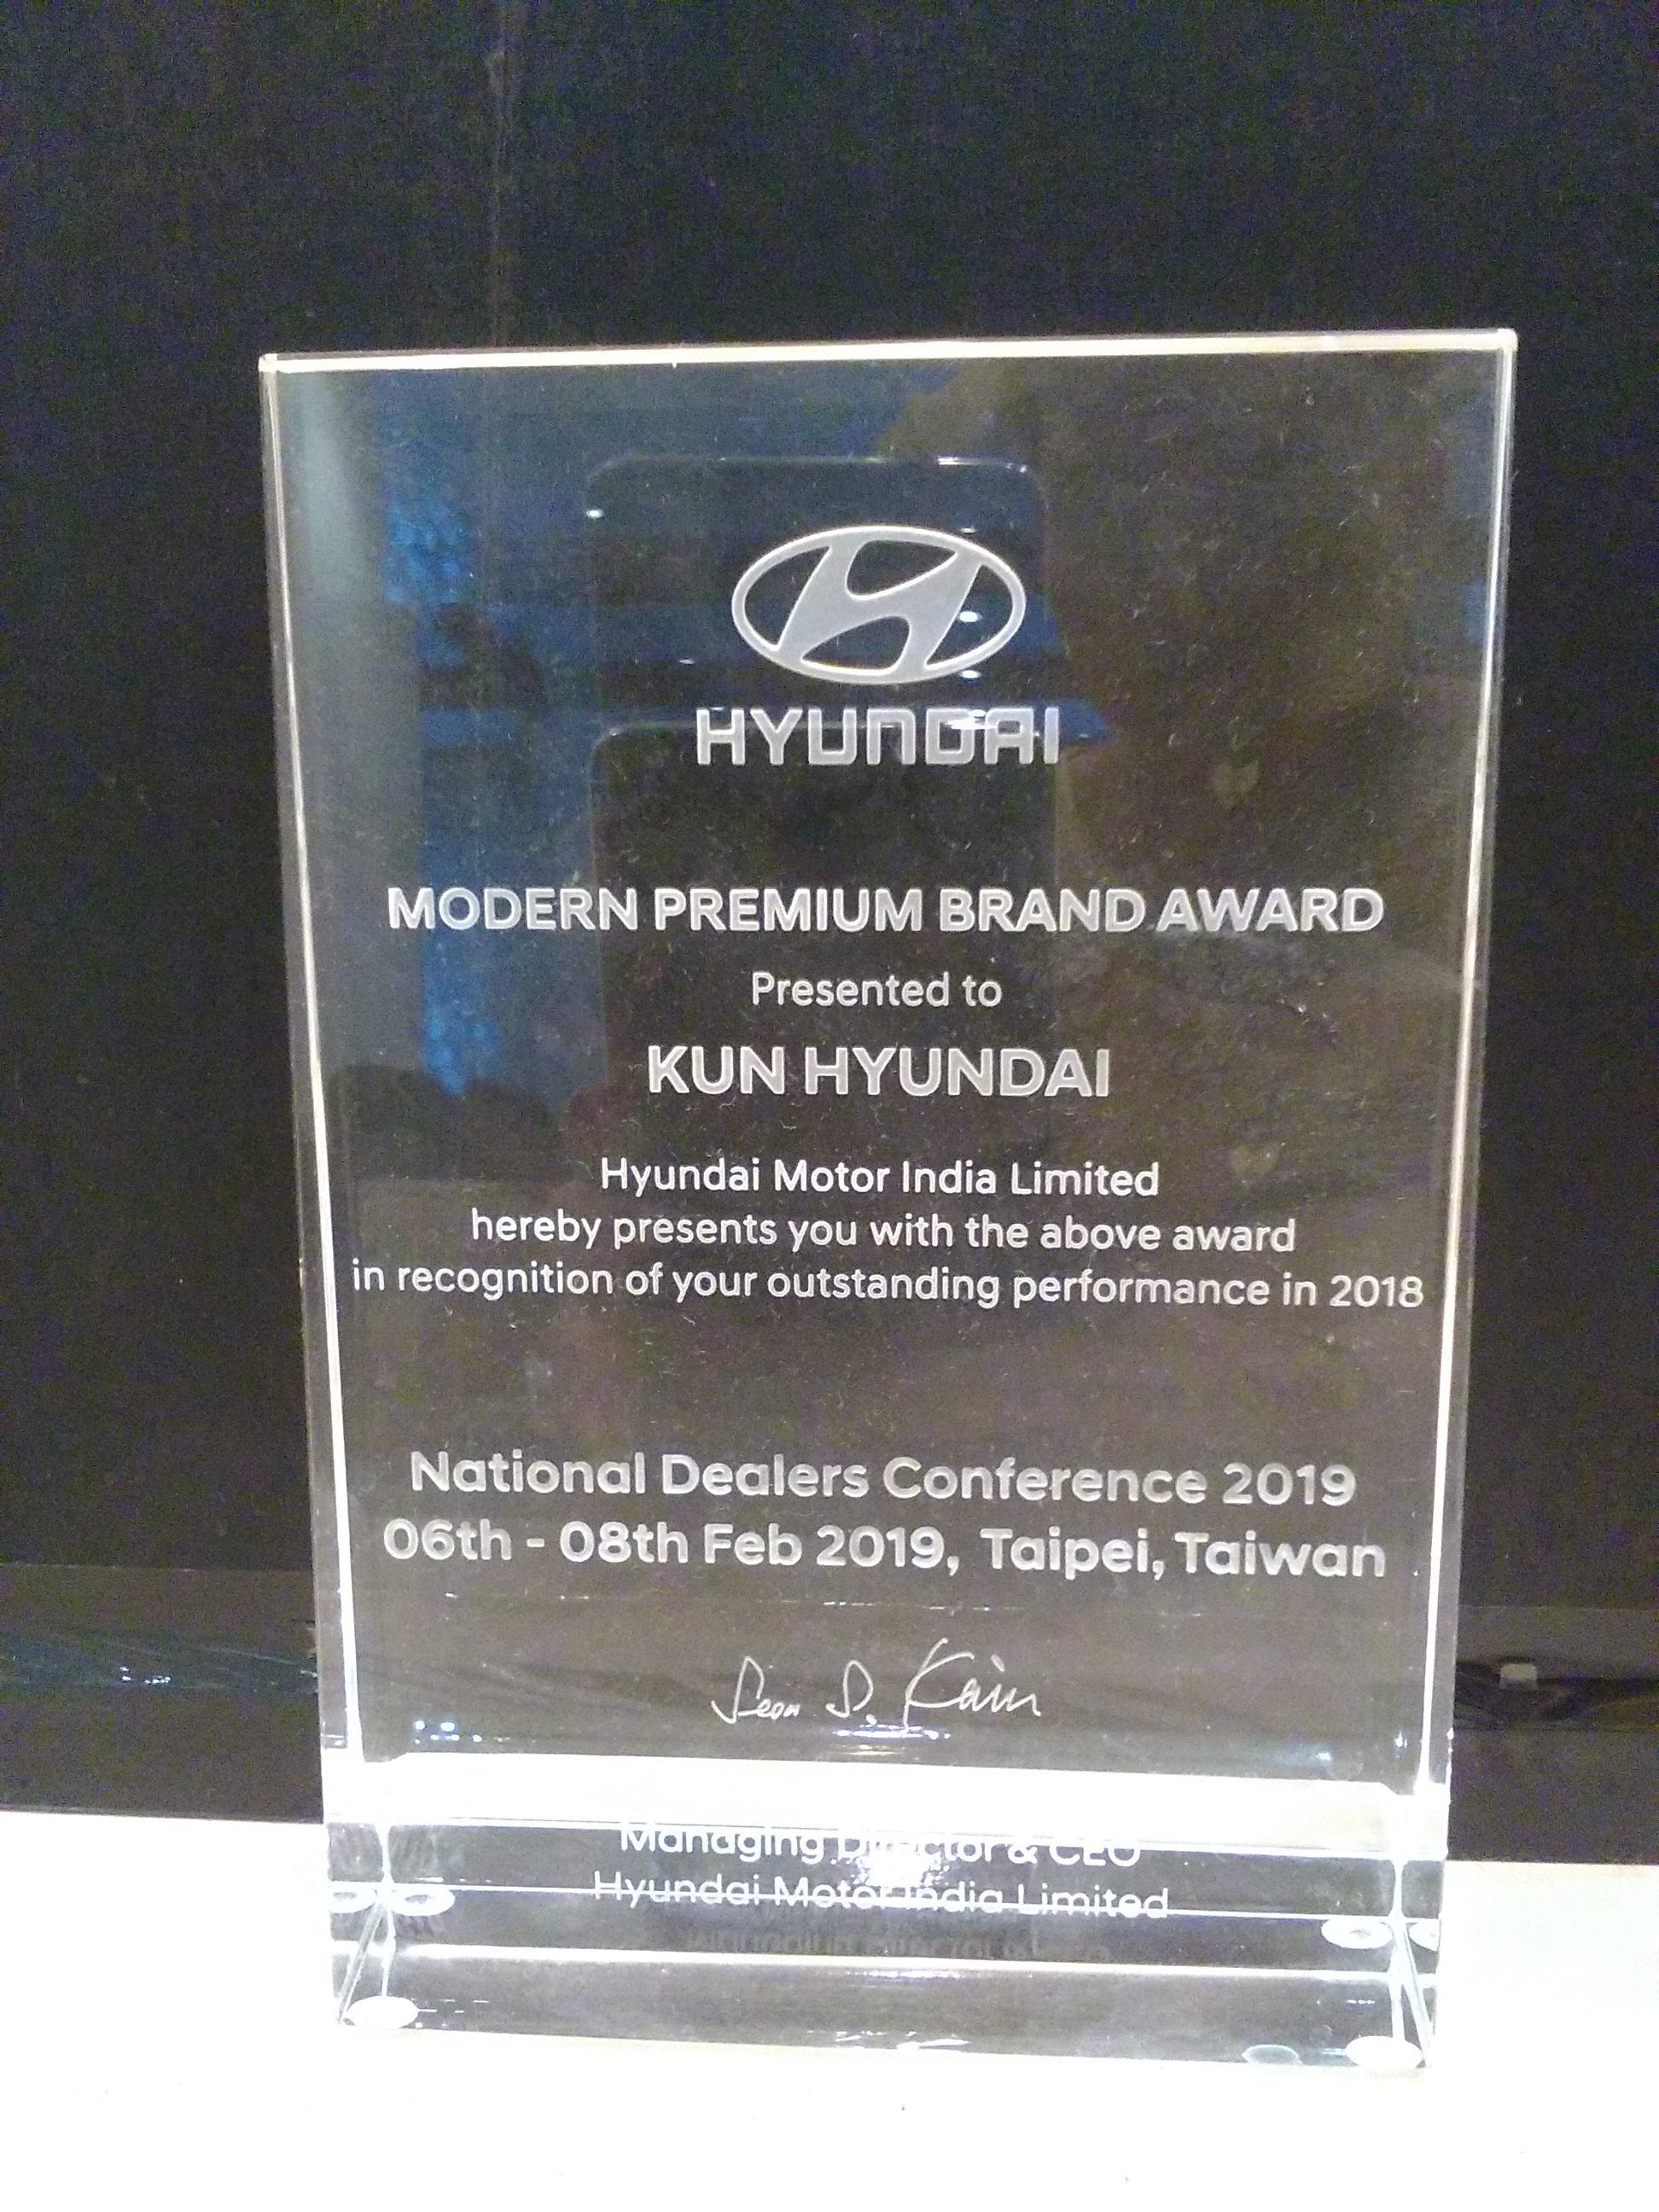 HYUNDAI
MODERN PREMIUM BRAND AWARD
Presented to
KUN HYUNDAI
Hyundai Motor India Limited
hereby presents you with the above award
in recognition of your outstanding performance in 2018
National Dealers Conference 2019
06th - 08th Feb 2019, Taipei, Taiwan
Seon S. Kim
Managing Director & CEO
Hyundai Motor India Limited